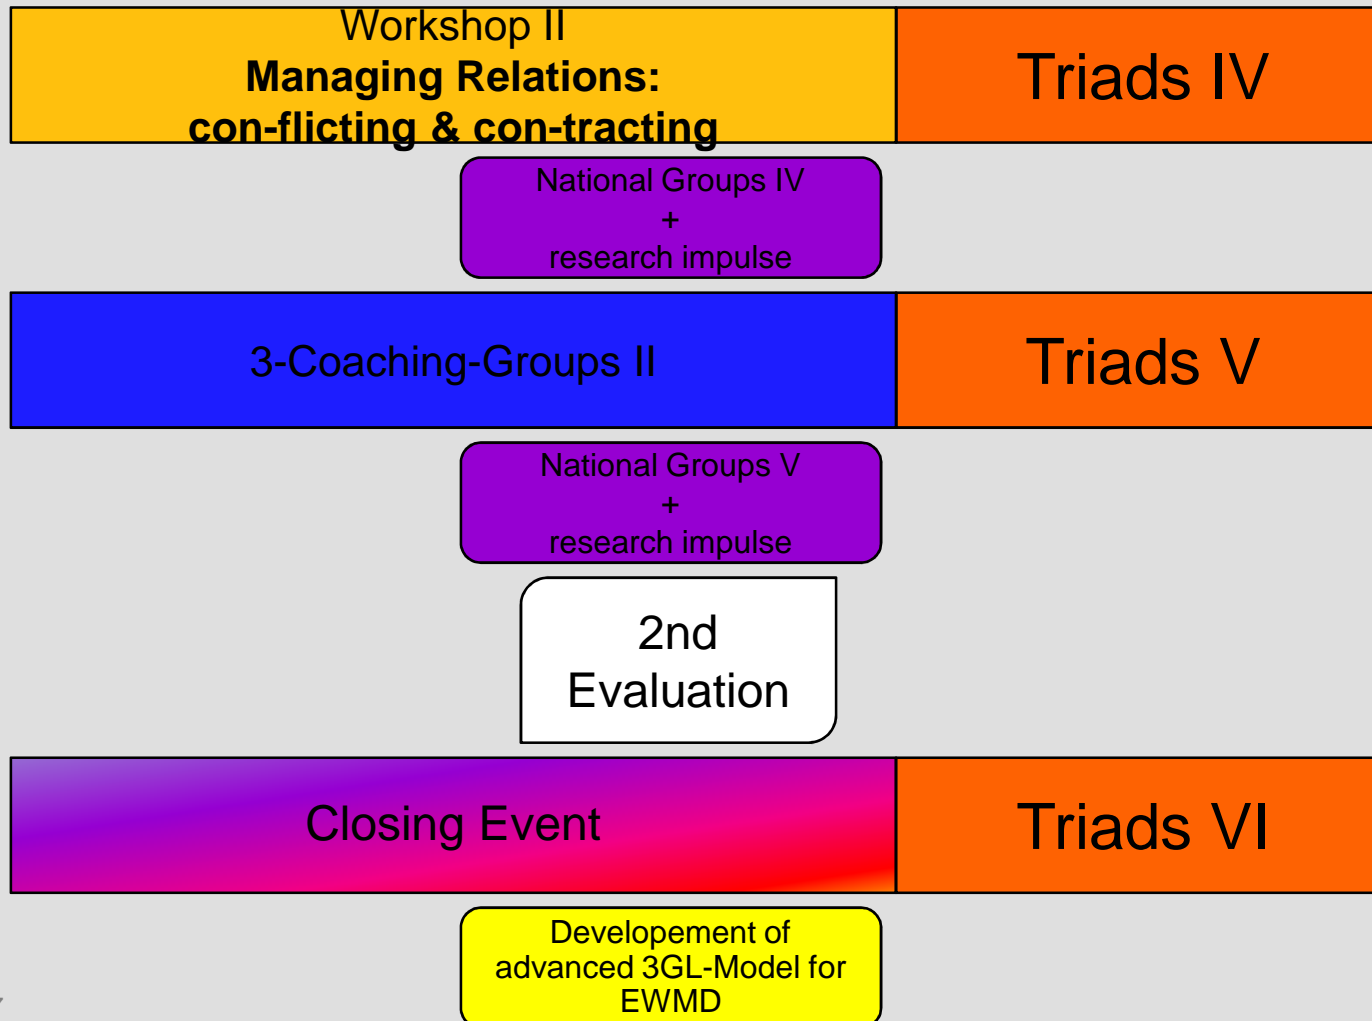 Workshop II
Managing Relations:
con-flicting & con-tracting
Triads IV
National Groups IV
+
research impulse
3-Coaching-Groups II
Triads V
National Groups V
+
research impulse
2nd
Evaluation
Closing Event
Triads VI
Developement of
advanced 3GL-Model for
EWMD